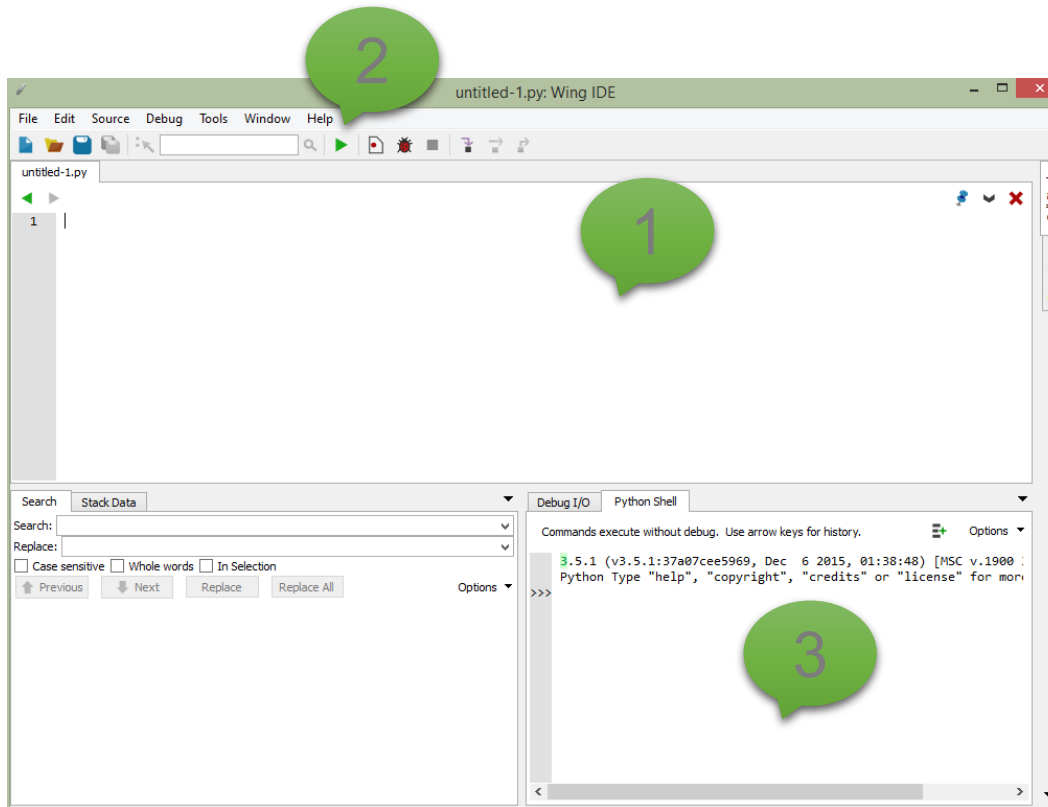 2
untitled-1.py: Wing IDE
File Edit Source Debug Tools Window Help
untitled-1.py
1
1
Search Stack Data
Search:
Replace:
Case sensitive Whole words In Selection
Previous Next Replace Replace All Options
Debug I/O Python Shell
Commands execute without debug. Use arrow keys for history. Options
3.5.1 (v3.5.1:37a07cee5969, Dec 6 2015, 01:38:48) [MSC v.1900
Python Type "help", "copyright", "credits" or "license" for more
>>>
3